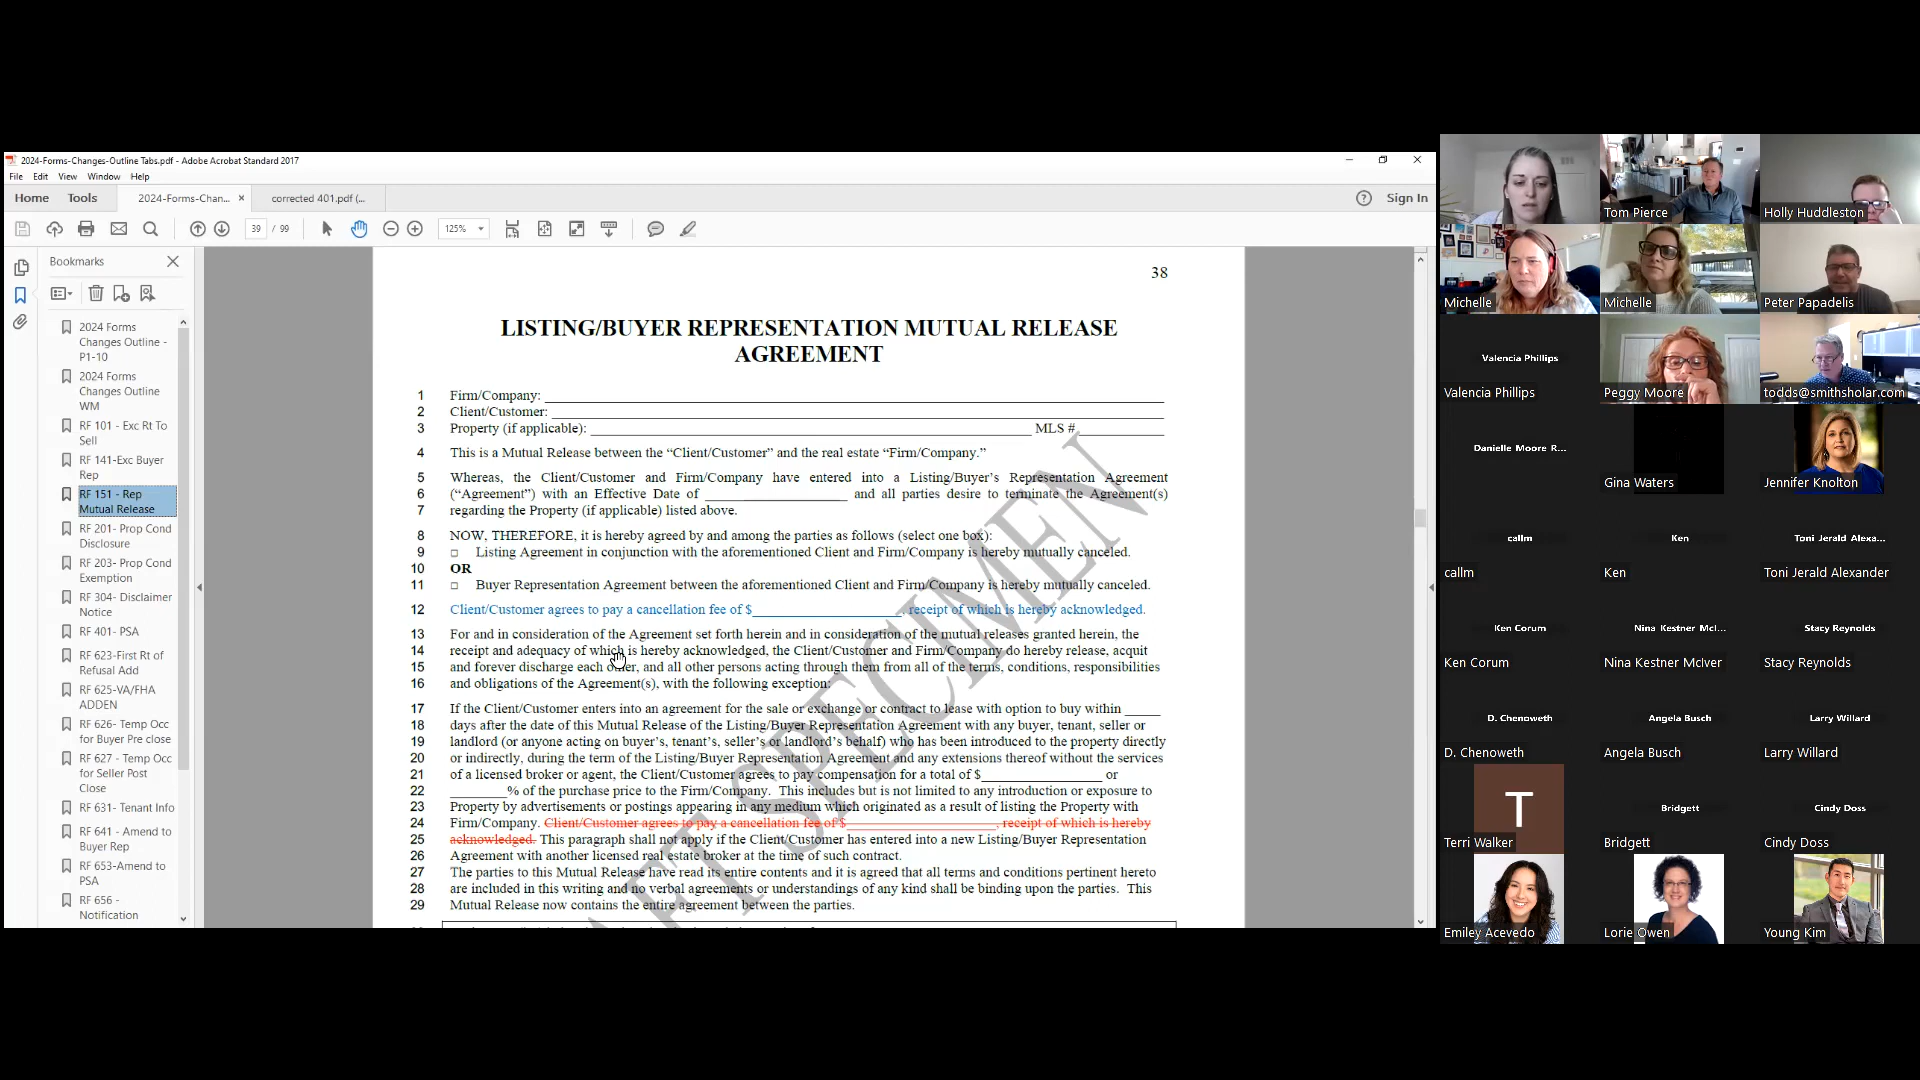 2024-Forms-Changes-Outline Tabs.pdf - Adobe Acrobat Standard 2017
File Edit View Window Help
Home Tools 2024-Forms-Chan... × corrected 401.pdf (... Sign In
39 / 99 125%
Bookmarks
2024 Forms
Changes Outline -
P1-10
2024 Forms
Changes Outline
WM
RF 101 - Exc Rt To
Sell
RF 141-Exc Buyer
Rep
RF 151 - Rep
Mutual Release
RF 201- Prop Cond
Disclosure
RF 203- Prop Cond
Exemption
RF 304- Disclaimer
Notice
RF 401- PSA
RF 623-First Rt of
Refusal Add
RF 625-VA/FHA
ADDEN
RF 626- Temp Occ
for Buyer Pre close
RF 627 - Temp Occ
for Seller Post
Close
RF 631- Tenant Info
RF 641 - Amend to
Buyer Rep
RF 653-Amend to
PSA
RF 656 -
Notification
38
LISTING/BUYER REPRESENTATION MUTUAL RELEASE
AGREEMENT
1 Firm/Company:
2 Client/Customer:
3 Property (if applicable): MLS #
4 This is a Mutual Release between the “Client/Customer” and the real estate “Firm/Company.”
5 Whereas, the Client/Customer and Firm/Company have entered into a Listing/Buyer’s Representation Agreement
6 (“Agreement”) with an Effective Date of ____ and all parties desire to terminate the Agreement(s)
7 regarding the Property (if applicable) listed above.
8 NOW, THEREFORE, it is hereby agreed by and among the parties as follows (select one box):
9 □ Listing Agreement in conjunction with the aforementioned Client and Firm/Company is hereby mutually canceled.
10 OR
11 □ Buyer Representation Agreement between the aforementioned Client and Firm/Company is hereby mutually canceled.
12 Client/Customer agrees to pay a cancellation fee of $____, receipt of which is hereby acknowledged.
13 For and in consideration of the Agreement set forth herein and in consideration of the mutual releases granted herein, the
14 receipt and adequacy of which is hereby acknowledged, the Client/Customer and Firm/Company do hereby release, acquit
15 and forever discharge each other, and all other persons acting through them from all of the terms, conditions, responsibilities
16 and obligations of the Agreement(s), with the following exception:
17 If the Client/Customer enters into an agreement for the sale or exchange or contract to lease with option to buy within ____
18 days after the date of this Mutual Release of the Listing/Buyer Representation Agreement with any buyer, tenant, seller or
19 landlord (or anyone acting on buyer’s, tenant’s, seller’s or landlord’s behalf) who has been introduced to the property directly
20 or indirectly, during the term of the Listing/Buyer Representation Agreement and any extensions thereof without the services
21 of a licensed broker or agent, the Client/Customer agrees to pay compensation for a total of $____ or
22 ____% of the purchase price to the Firm/Company. This includes but is not limited to any introduction or exposure to
23 Property by advertisements or postings appearing in any medium which originated as a result of listing the Property with
24 Firm/Company. Client/Customer agrees to pay a cancellation fee of $____, receipt of which is hereby
25 acknowledged. This paragraph shall not apply if the Client/Customer has entered into a new Listing/Buyer Representation
26 Agreement with another licensed real estate broker at the time of such contract.
27 The parties to this Mutual Release have read its entire contents and it is agreed that all terms and conditions pertinent hereto
28 are included in this writing and no verbal agreements or understandings of any kind shall be binding upon the parties. This
29 Mutual Release now contains the entire agreement between the parties.
SPECIMEN
Tom Pierce
Holly Huddleston
Michelle
Michelle
Peter Papadelis
Valencia Phillips
Valencia Phillips
Peggy Moore
todds@smithsholar.com
Danielle Moore R...
Gina Waters
Jennifer Knolton
callm
callm
Ken
Ken
Toni Jerald Alexa...
Toni Jerald Alexander
Ken Corum
Ken Corum
Nina Kestner McI...
Nina Kestner McIver
Stacy Reynolds
Stacy Reynolds
D. Chenoweth
D. Chenoweth
Angela Busch
Angela Busch
Larry Willard
Larry Willard
T
Terri Walker
Bridgett
Bridgett
Cindy Doss
Cindy Doss
Emiley Acevedo
Lorie Owen
Young Kim